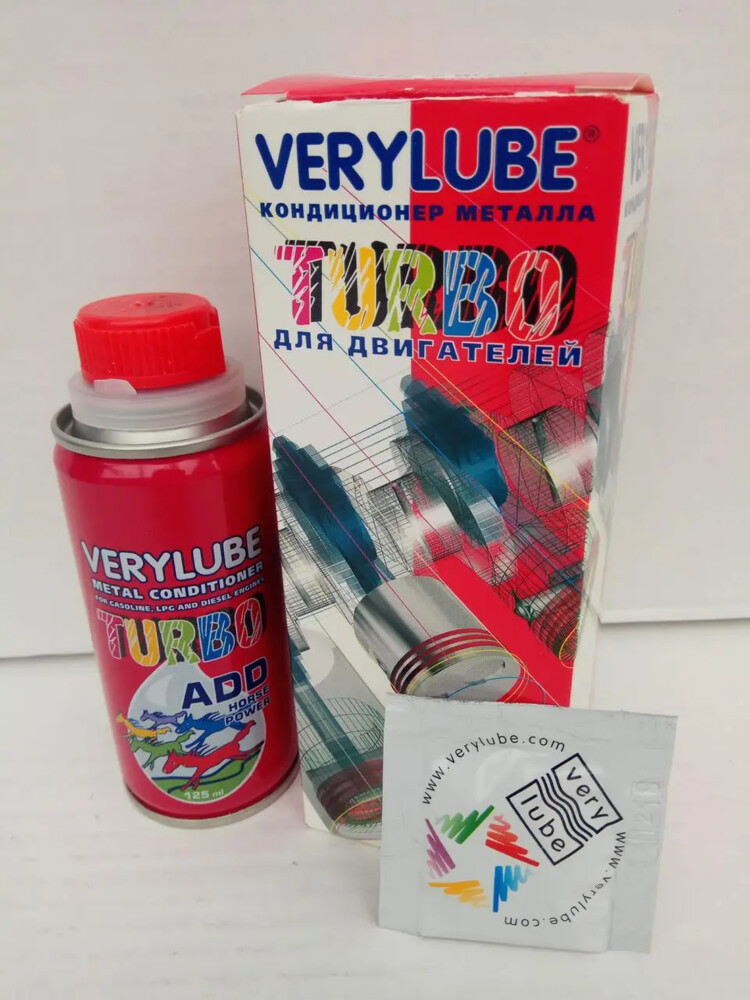 VERYLUBE®
КОНДИЦИОНЕР МЕТАЛЛА
TURBO
ДЛЯ ДВИГАТЕЛЕЙ
VERYLUBE
METAL CONDITIONER
FOR GASOLINE, LPG AND DIESEL ENGINES
TURBO
ADD
HORSE
POWER
125 ml
www.verylube.com
very
lube
www.verylube.com